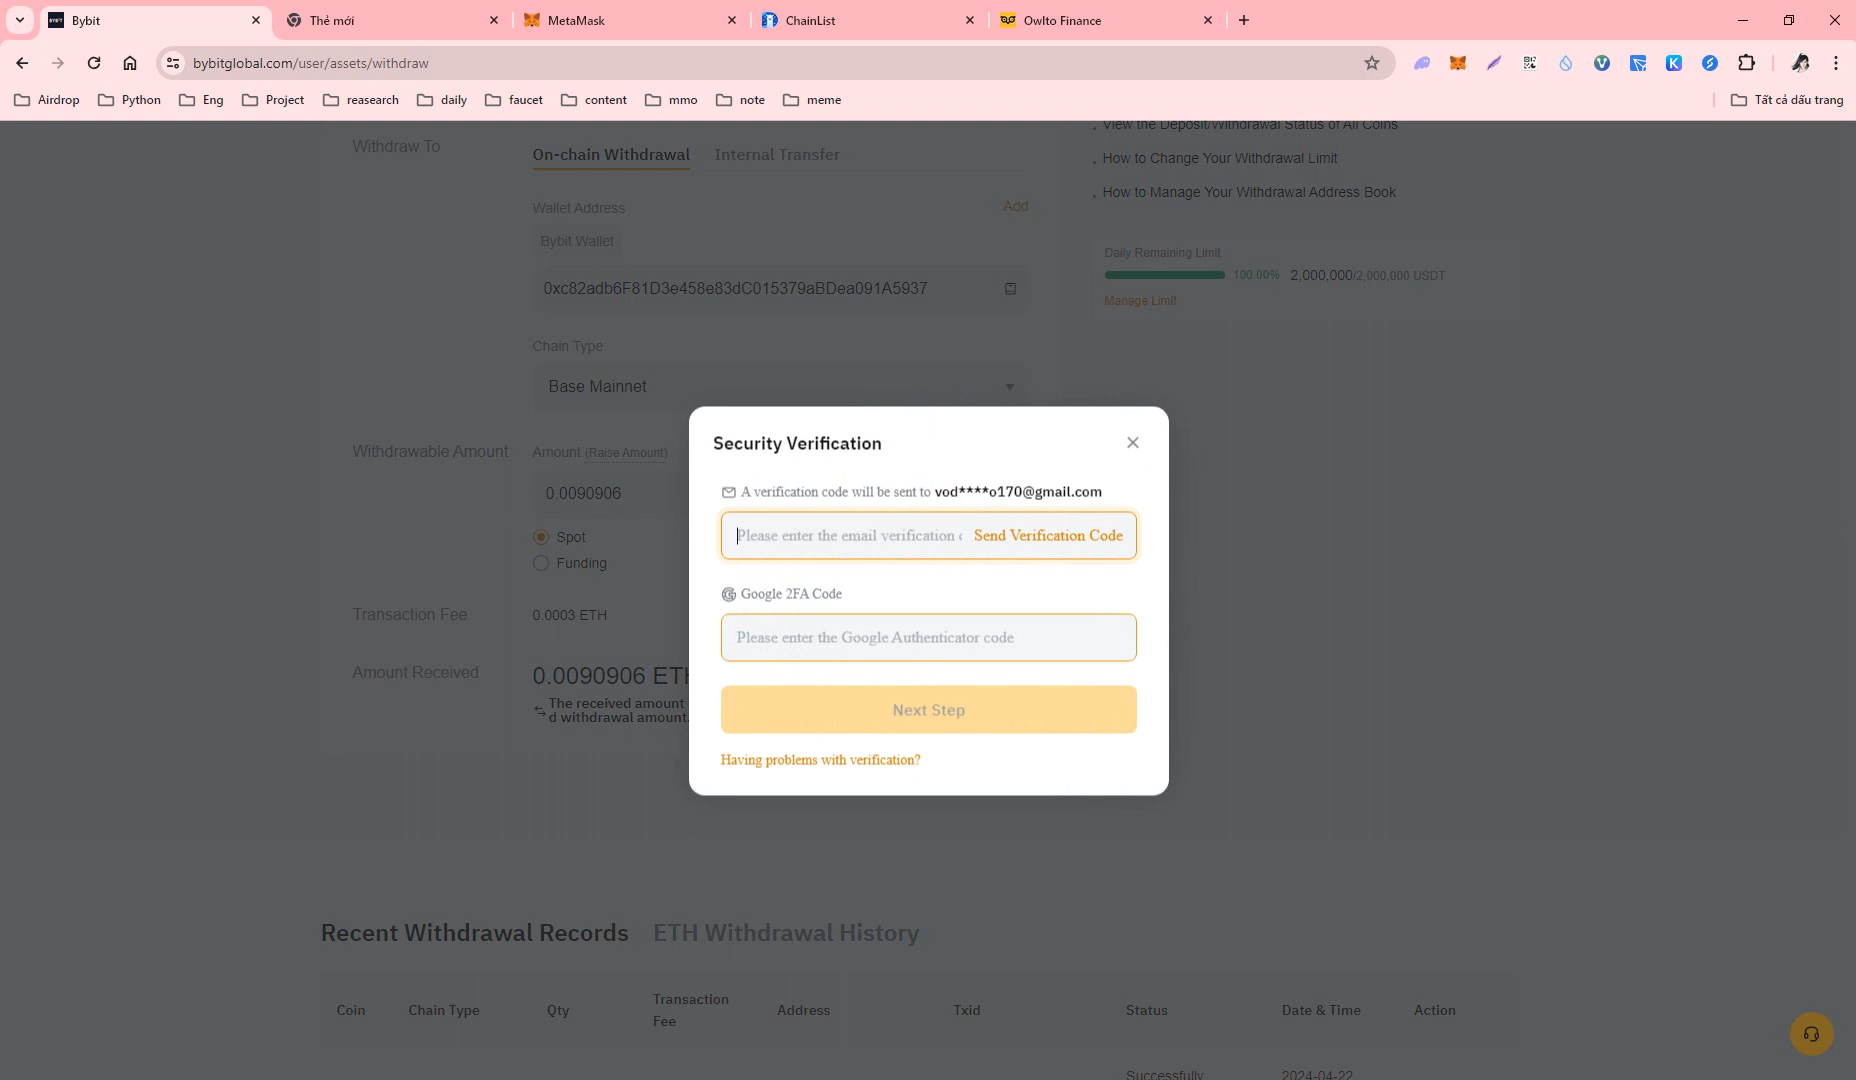 Bybit
Thẻ mới
MetaMask
ChainList
Owlto Finance
bybitglobal.com/user/assets/withdraw
Airdrop
Python
Eng
Project
reasearch
daily
faucet
content
mmo
note
meme
Tất cả dấu trang
Withdraw To
On-chain Withdrawal
Internal Transfer
View the Deposit/Withdrawal Status of All Coins
How to Change Your Withdrawal Limit
How to Manage Your Withdrawal Address Book
Wallet Address
Add
Bybit Wallet
0xc82adb6F81D3e458e83dC015379aBDea091A5937
Daily Remaining Limit
100.00% 2,000,000/2,000,000 USDT
Manage Limit
Chain Type
Base Mainnet
Withdrawable Amount
Amount (Raise Amount)
0.0090906
Spot
Funding
Transaction Fee
0.0003 ETH
Amount Received
0.0090906 ETH
The received amount
d withdrawal amount.
Security Verification
A verification code will be sent to vod****o170@gmail.com
Please enter the email verification c
Send Verification Code
Google 2FA Code
Please enter the Google Authenticator code
Next Step
Having problems with verification?
Recent Withdrawal Records
ETH Withdrawal History
Coin
Chain Type
Qty
Transaction
Fee
Address
Txid
Status
Date & Time
Action
Successfully
2024-04-22